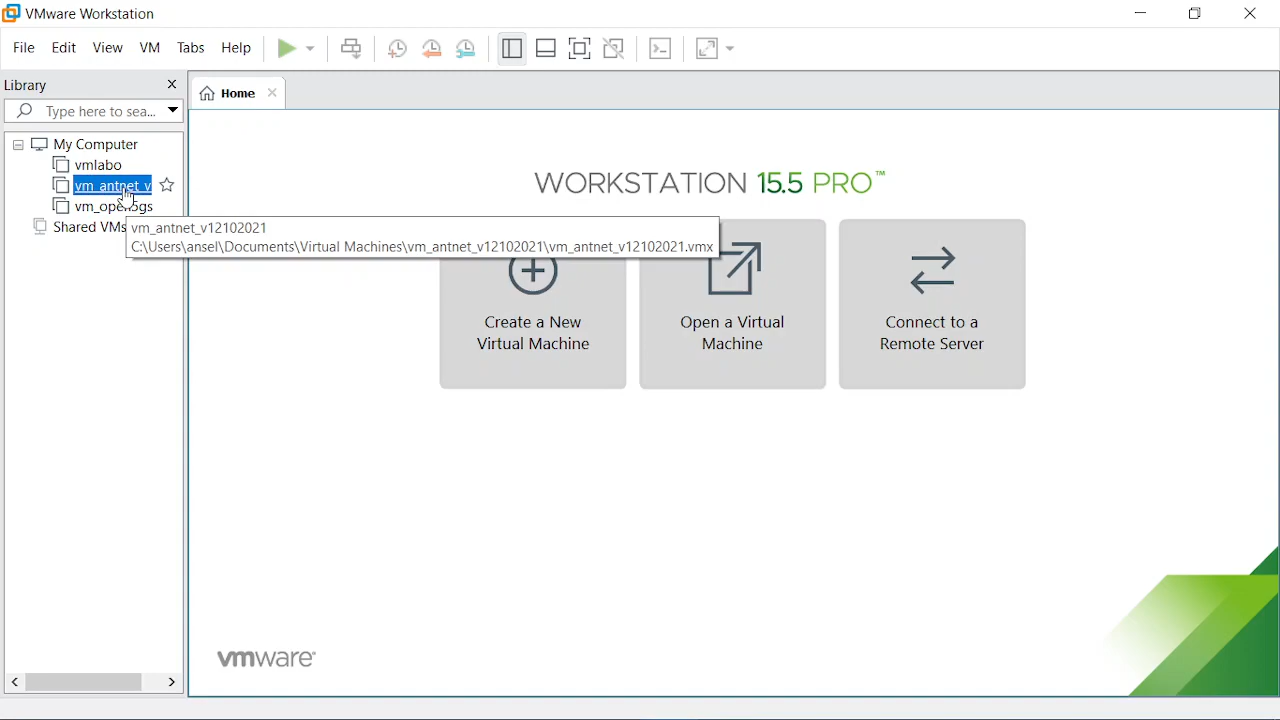 VMware Workstation
File Edit View VM Tabs Help
Library
Home
Type here to sea...
My Computer
vmlabo
vm_antnet_v
Shared VMs
vm_antnet_v12102021
C:\Users\ansel\Documents\Virtual Machines\vm_antnet_v12102021\vm_antnet_v12102021.vmx
WORKSTATION 15.5 PRO™
Create a New
Virtual Machine
Open a Virtual
Machine
Connect to a
Remote Server
vmware®